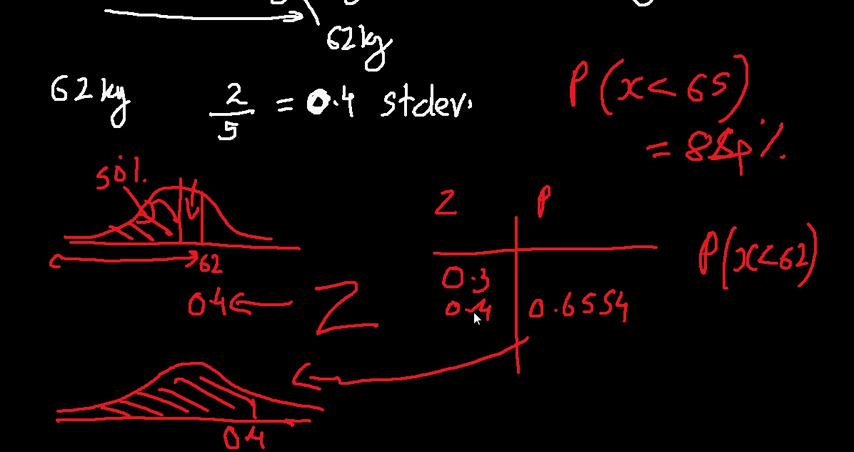 62kg
62kg
2/5 = 0.4 stdev.
P(x<65)
= 84%
50%
62
0.4 ← Z
Z P
0.3
0.4 0.6554
P(x<62)
0.4